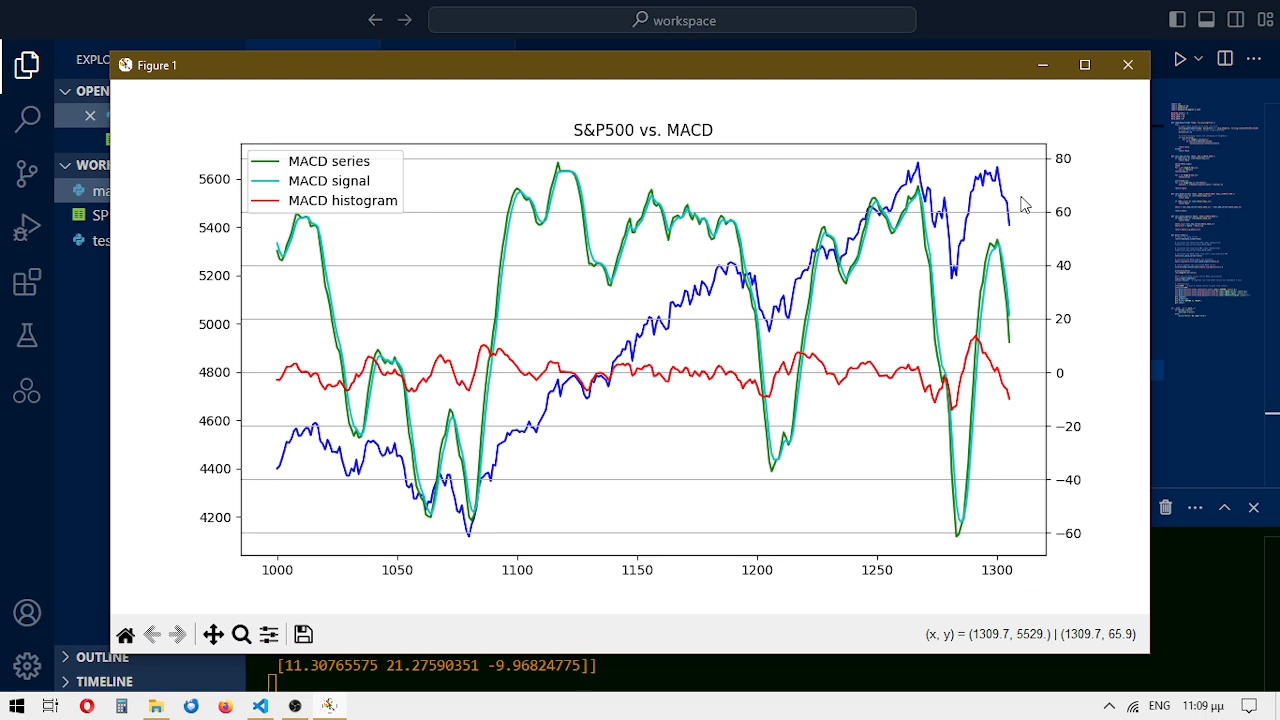 workspace
EXPLO
Figure 1
OPEN
WOR
ma
SP
tes
S&P500 vs. MACD
MACD series
MACD signal
MACD histogram
5600
5400
5200
5000
4800
4600
4400
4200
80
60
40
20
0
−20
−40
−60
1000
1050
1100
1150
1200
1250
1300
(x, y) = (1309.7, 5529.) | (1309.7, 65.9)
OUTLINE
[11.30765575 21.27590351 -9.96824775]]
TIMELINE
ENG 11:09 μμ